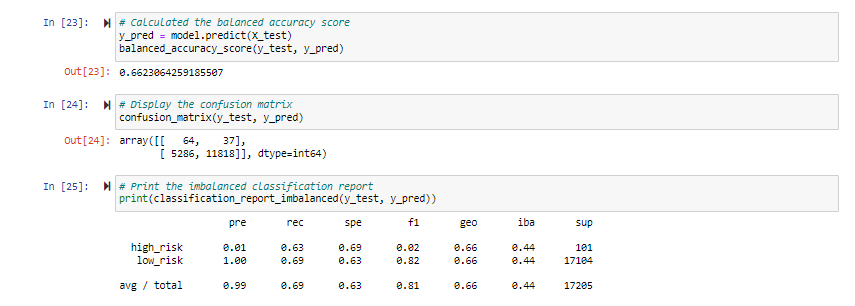 In [23]: # Calculated the balanced accuracy score
y_pred = model.predict(X_test)
balanced_accuracy_score(y_test, y_pred)
Out[23]: 0.6623064259185507
In [24]: # Display the confusion matrix
confusion_matrix(y_test, y_pred)
Out[24]: array([[   64,    37],
       [ 5286, 11818]], dtype=int64)
In [25]: # Print the imbalanced classification report
print(classification_report_imbalanced(y_test, y_pred))
pre rec spe f1 geo iba sup
high_risk 0.01 0.63 0.69 0.02 0.66 0.44 101
low_risk 1.00 0.69 0.63 0.82 0.66 0.44 17104
avg / total 0.99 0.69 0.63 0.81 0.66 0.44 17205